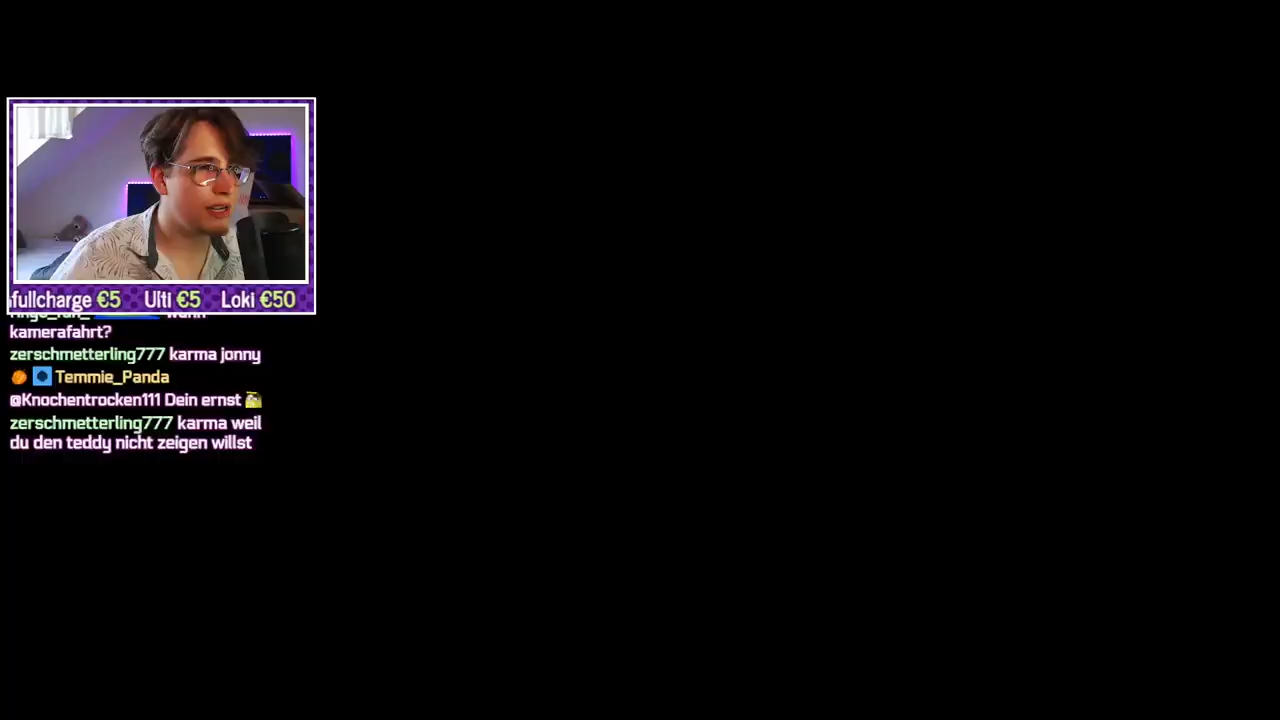 fullcharge €5 Ulti €5 Loki €50
kamerafahrt?
zerschmetterling777 karma jonny
Temmie_Panda
@Knochentrocken111 Dein ernst
zerschmetterling777 karma weil
du den teddy nicht zeigen willst